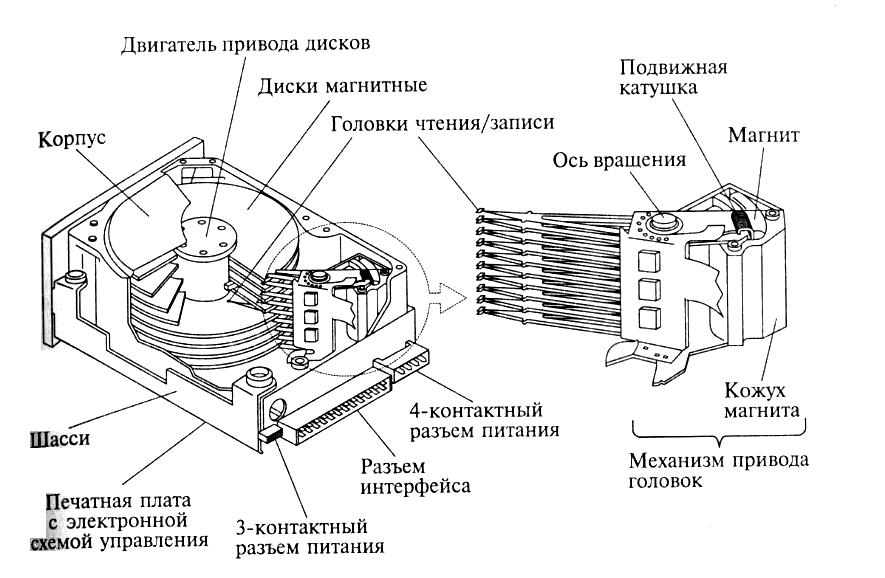 Двигатель привода дисков
Диски магнитные
Головки чтения/записи
Корпус
Подвижная
катушка
Магнит
Ось вращения
Кожух
магнита
Механизм привода
головок
4-контактный
разъем питания
Разъем
интерфейса
3-контактный
разъем питания
Шасси
Печатная плата
с электронной
схемой управления